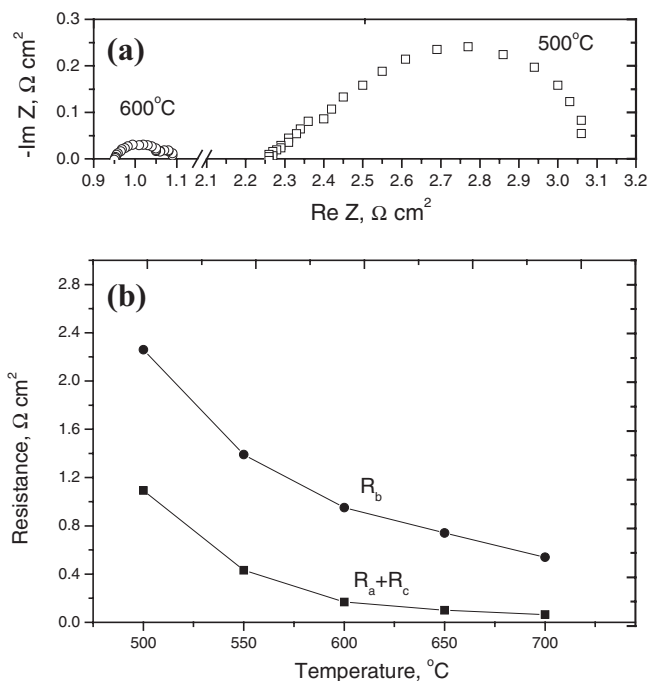 (a)
500°C
600°C
-Im Z, Ω cm²
0.3
0.2
0.1
0.0
0.9 1.0 1.1 2.1 2.2 2.3 2.4 2.5 2.6 2.7 2.8 2.9 3.0 3.1 3.2
Re Z, Ω cm²
(b)
Resistance, Ω cm²
2.8
2.4
2.0
1.6
1.2
0.8
0.4
0.0
R_b
R_a+R_c
500 550 600 650 700
Temperature, °C